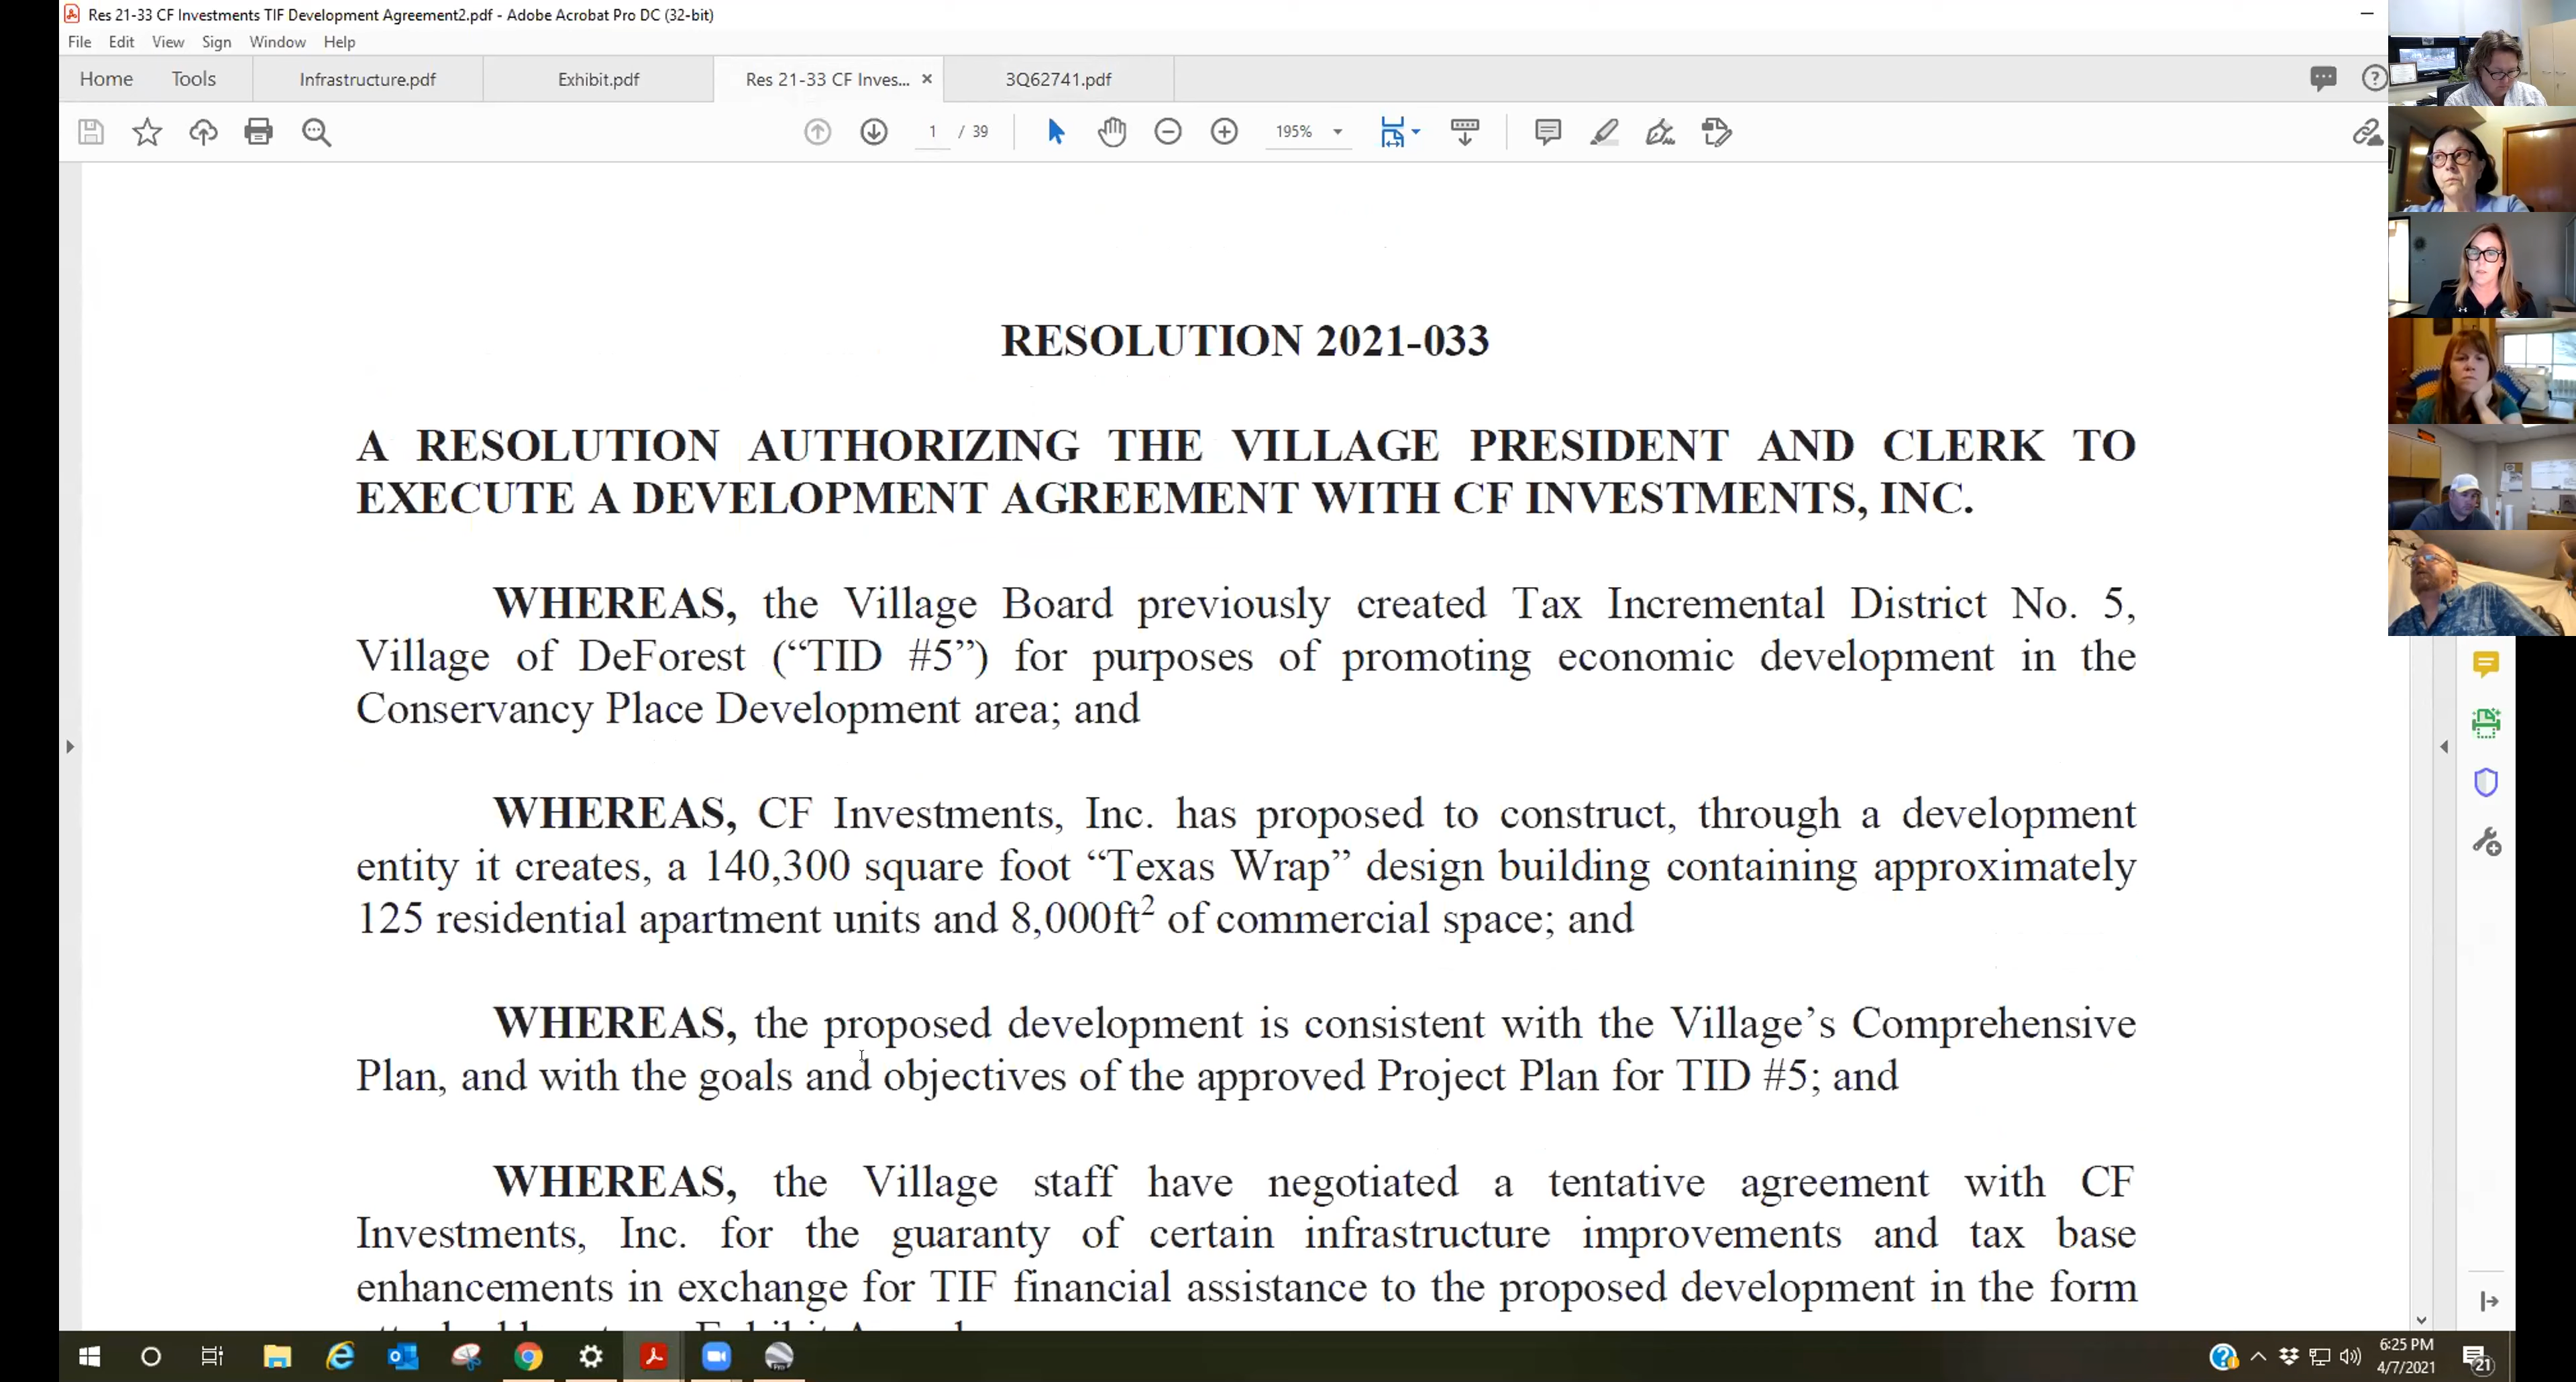 Res 21-33 CF Investments TIF Development Agreement2.pdf - Adobe Acrobat Pro DC (32-bit)
File Edit View Sign Window Help
Home Tools Infrastructure.pdf Exhibit.pdf Res 21-33 CF Inves... × 3Q62741.pdf
1 / 39 195%
RESOLUTION 2021-033
A RESOLUTION AUTHORIZING THE VILLAGE PRESIDENT AND CLERK TO
EXECUTE A DEVELOPMENT AGREEMENT WITH CF INVESTMENTS, INC.
WHEREAS, the Village Board previously created Tax Incremental District No. 5,
Village of DeForest (“TID #5”) for purposes of promoting economic development in the
Conservancy Place Development area; and
WHEREAS, CF Investments, Inc. has proposed to construct, through a development
entity it creates, a 140,300 square foot “Texas Wrap” design building containing approximately
125 residential apartment units and 8,000ft² of commercial space; and
WHEREAS, the proposed development is consistent with the Village’s Comprehensive
Plan, and with the goals and objectives of the approved Project Plan for TID #5; and
WHEREAS, the Village staff have negotiated a tentative agreement with CF
Investments, Inc. for the guaranty of certain infrastructure improvements and tax base
enhancements in exchange for TIF financial assistance to the proposed development in the form
6:25 PM
4/7/2021
21